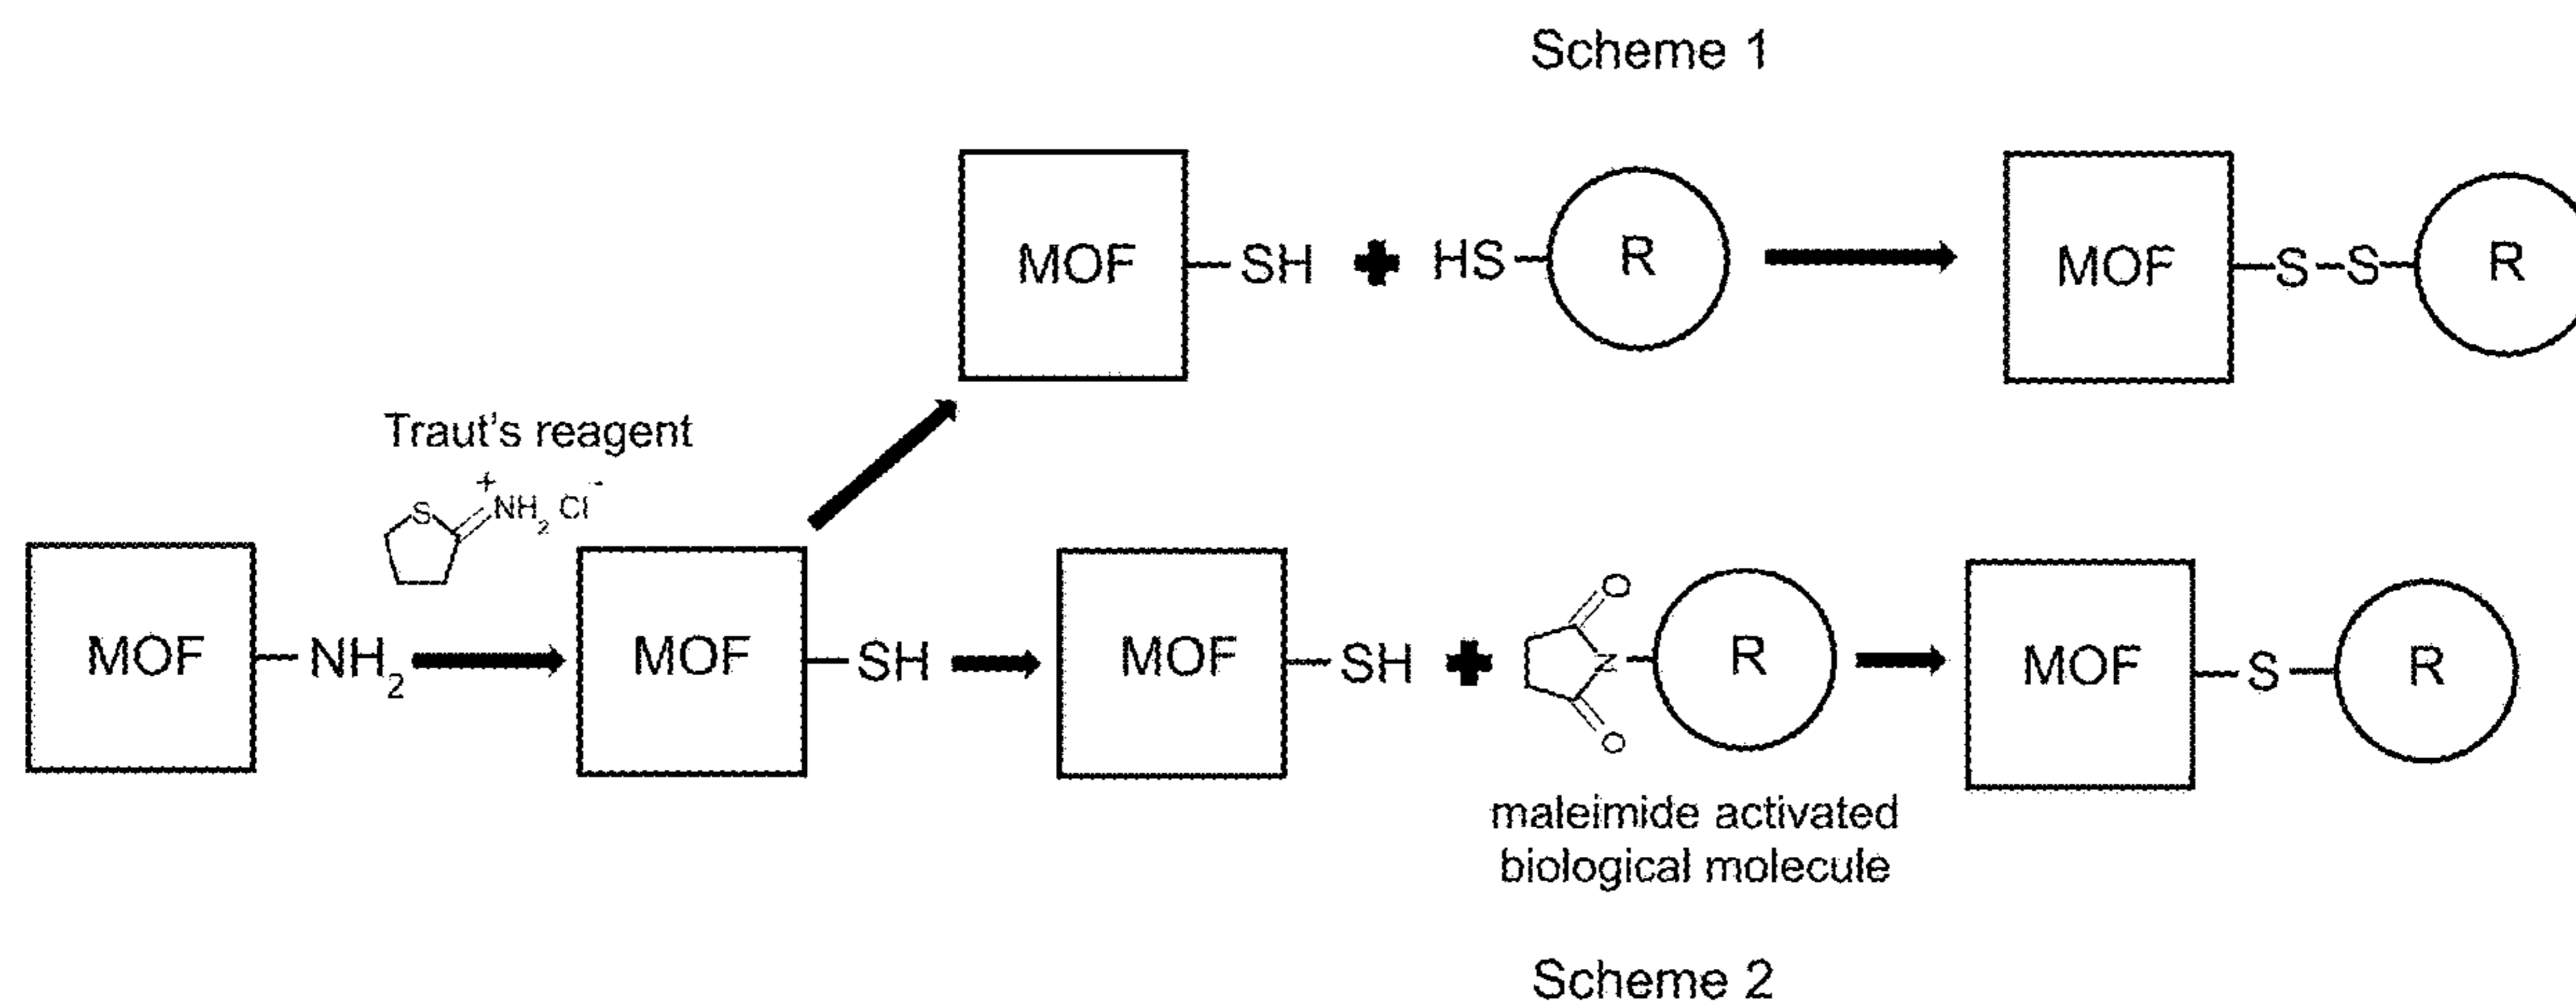 Scheme 1
MOF SH HS R MOF S S R
Traut's reagent
S + NH2 Cl-
MOF NH2 MOF SH MOF SH O N O R MOF S R
maleimide activated
biological molecule
Scheme 2